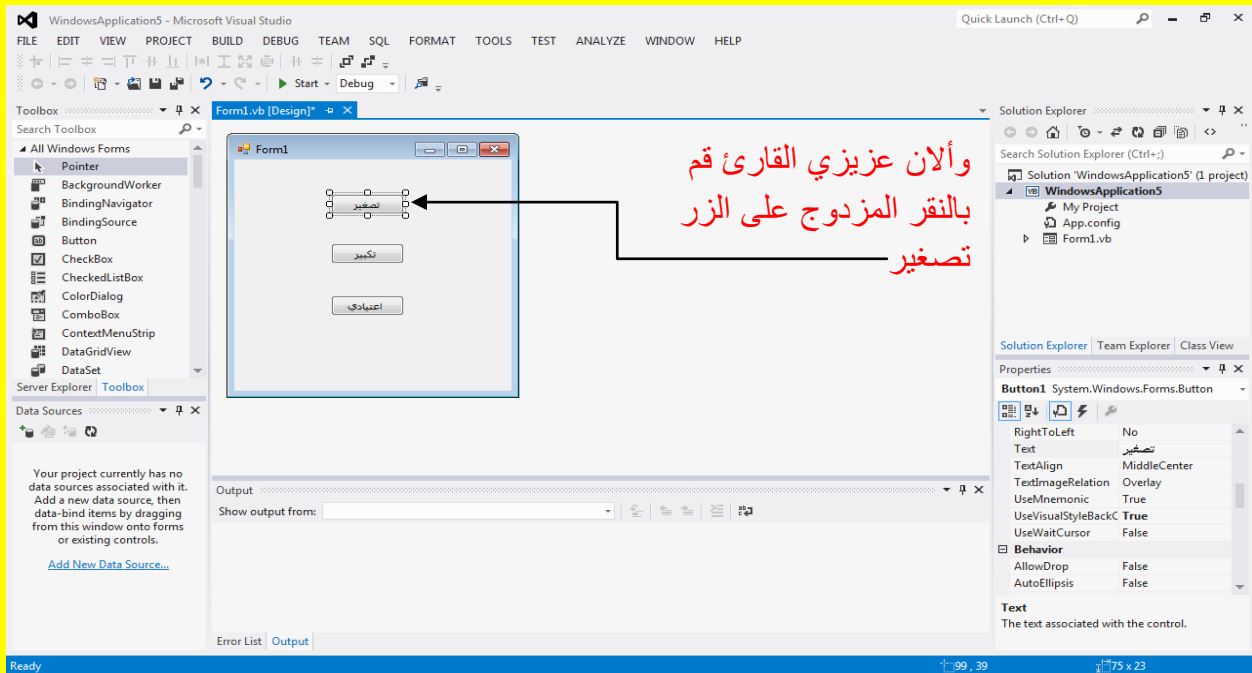 WindowsApplication5 - Microsoft Visual Studio
Quick Launch (Ctrl+Q)
FILE EDIT VIEW PROJECT BUILD DEBUG TEAM SQL FORMAT TOOLS TEST ANALYZE WINDOW HELP
Start Debug
Toolbox
Search Toolbox
All Windows Forms
Pointer
BackgroundWorker
BindingNavigator
BindingSource
Button
CheckBox
CheckedListBox
ColorDialog
ComboBox
ContextMenuStrip
DataGridView
DataSet
Server Explorer Toolbox
Data Sources
Your project currently has no
data sources associated with it.
Add a new data source, then
data-bind items by dragging
from this window onto forms
or existing controls.
Add New Data Source...
Form1.vb [Design]*
Form1
تصغير
تكبير
اعتيادي
وألان عزيزي القارئ قم
بالنقر المزدوج على الزر
تصغير
Output
Show output from:
Error List Output
Solution Explorer
Search Solution Explorer (Ctrl+;)
Solution 'WindowsApplication5' (1 project)
VB WindowsApplication5
My Project
App.config
Form1.vb
Solution Explorer Team Explorer Class View
Properties
Button1 System.Windows.Forms.Button
RightToLeft No
Text تصغير
TextAlign MiddleCenter
TextImageRelation Overlay
UseMnemonic True
UseVisualStyleBackC True
UseWaitCursor False
Behavior
AllowDrop False
AutoEllipsis False
Text
The text associated with the control.
Ready
99 , 39
75 x 23